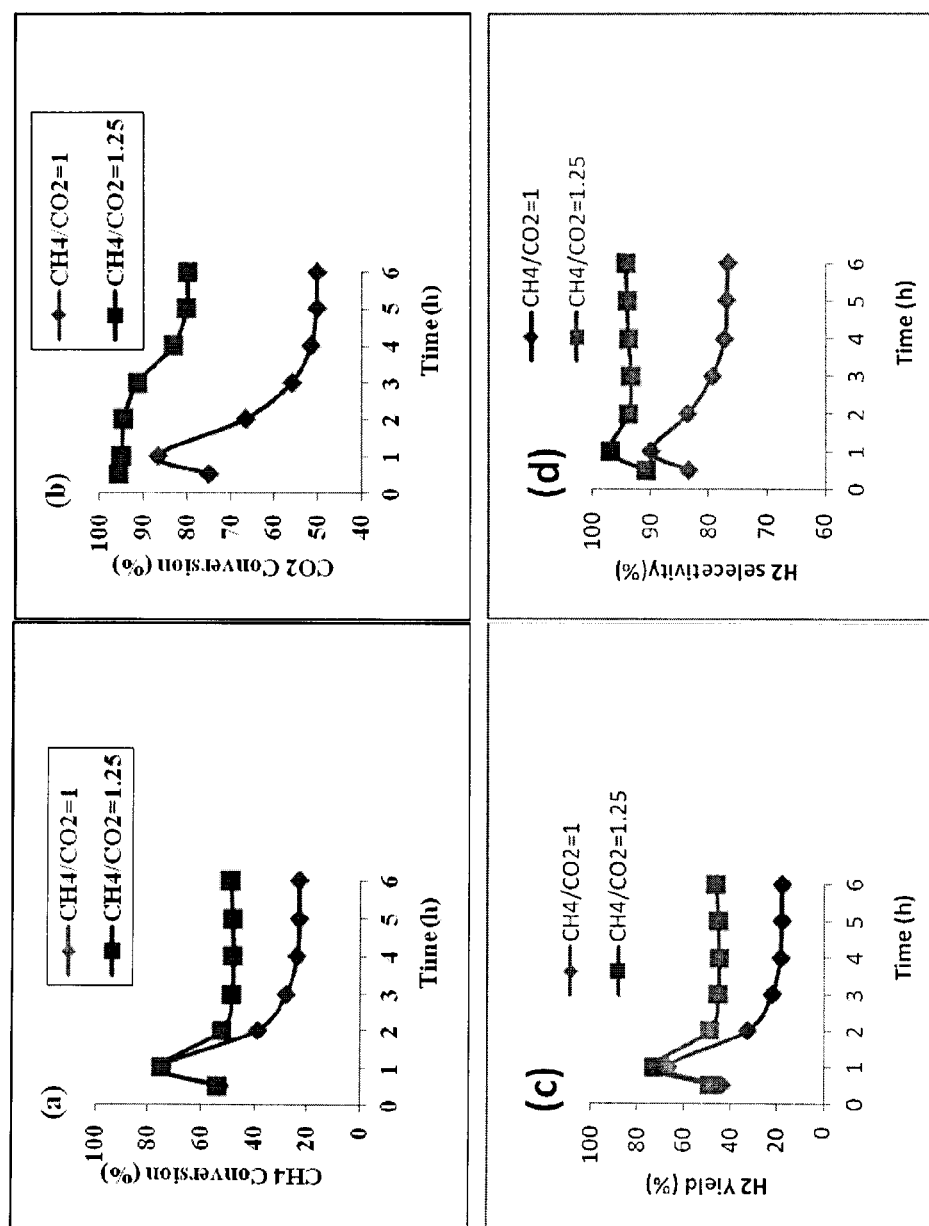 (a)
CH4/CO2=1
CH4/CO2=1.25
CH4 Conversion (%)
100
80
60
40
20
0
0 1 2 3 4 5 6
Time (h)
(b)
CH4/CO2=1
CH4/CO2=1.25
CO2 Conversion (%)
100
90
80
70
60
50
40
0 1 2 3 4 5 6
Time (h)
(c)
CH4/CO2=1
CH4/CO2=1.25
H2 Yield (%)
100
80
60
40
20
0
0 1 2 3 4 5 6
Time (h)
(d)
CH4/CO2=1
CH4/CO2=1.25
H2 selecetivity(%)
100
90
80
70
60
0 1 2 3 4 5 6
Time (h)